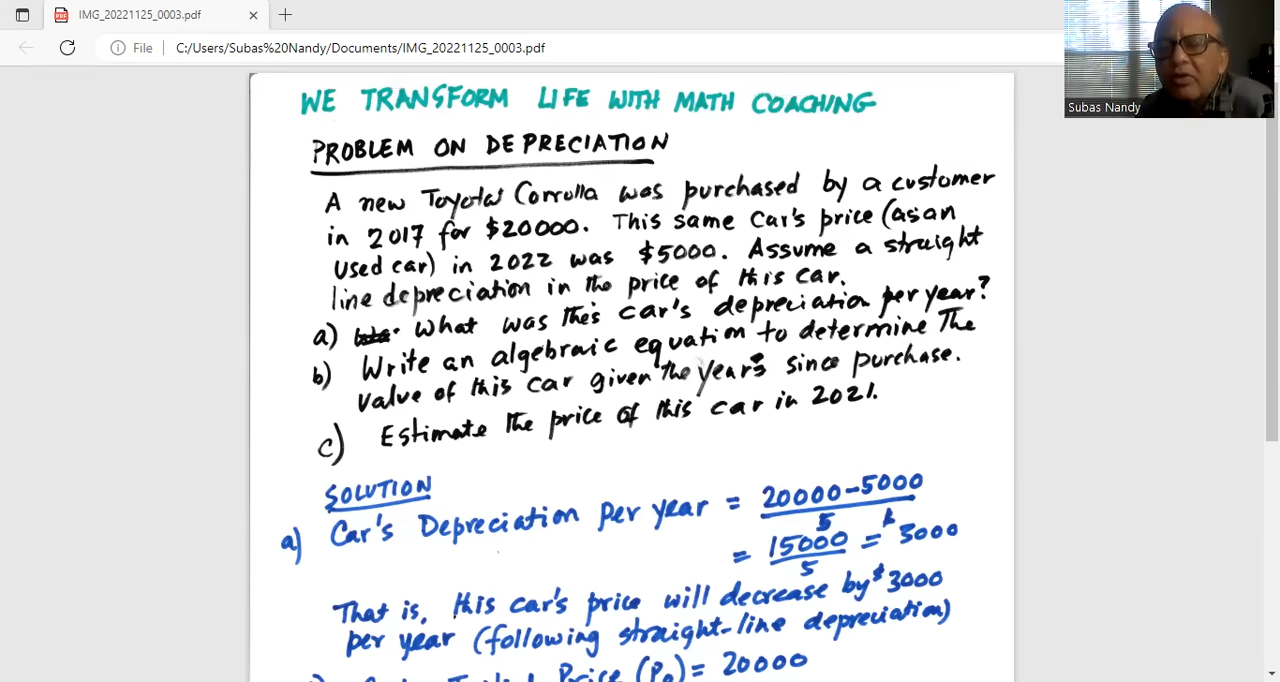 IMG_20221125_0003.pdf
File
C:/Users/Subas%20Nandy/Documents/IMG_20221125_0003.pdf
Subas Nandy
WE TRANSFORM LIFE WITH MATH COACHING
PROBLEM ON DEPRECIATION
A new Toyota Corrolla was purchased by a customer
in 2017 for $20000. This same car's price (as an
used car) in 2022 was $5000. Assume a straight
line depreciation in the price of this car.
a) What was this car's depreciation per year?
b) Write an algebraic equation to determine the
value of this car given the years since purchase.
c) Estimate the price of this car in 2021.
SOLUTION
a) Car's Depreciation per year = 20000-5000
5
= 15000 = $3000
5
That is, this car's price will decrease by $3000
per year (following straight-line depreciation)
Price (P0) = 20000